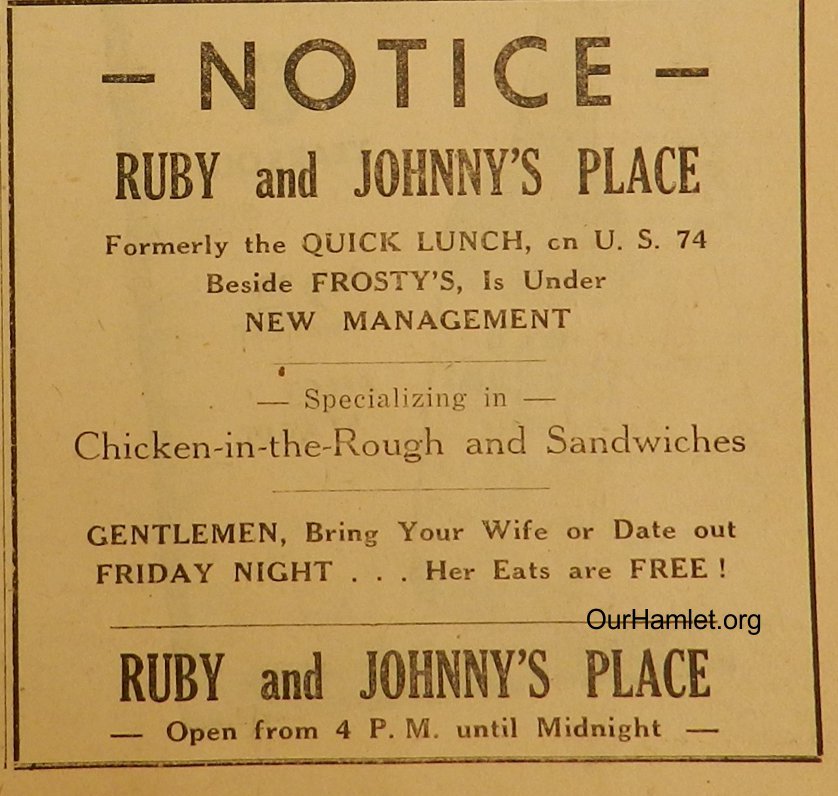 — NOTICE —
RUBY and JOHNNY'S PLACE
Formerly the QUICK LUNCH, cn U. S. 74
Beside FROSTY'S, Is Under
NEW MANAGEMENT
— Specializing in —
Chicken-in-the-Rough and Sandwiches
GENTLEMEN, Bring Your Wife or Date out
FRIDAY NIGHT . . . Her Eats are FREE !
OurHamlet.org
RUBY and JOHNNY'S PLACE
— Open from 4 P. M. until Midnight —